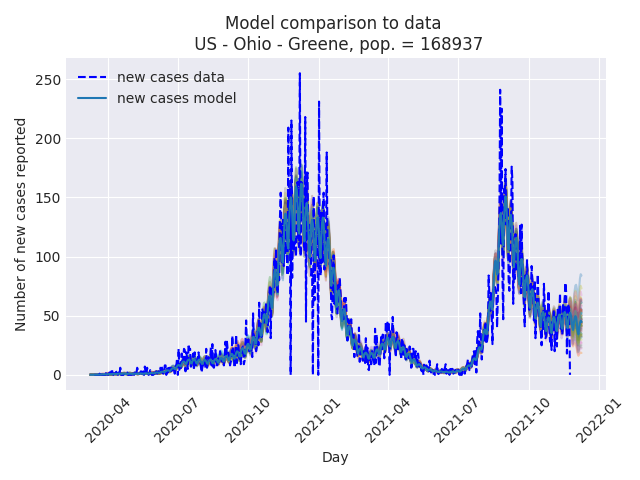 Model comparison to data
US - Ohio - Greene, pop. = 168937
new cases data
new cases model
Number of new cases reported
250
200
150
100
50
0
2020-04
2020-07
2020-10
2021-01
2021-04
2021-07
2021-10
2022-01
Day